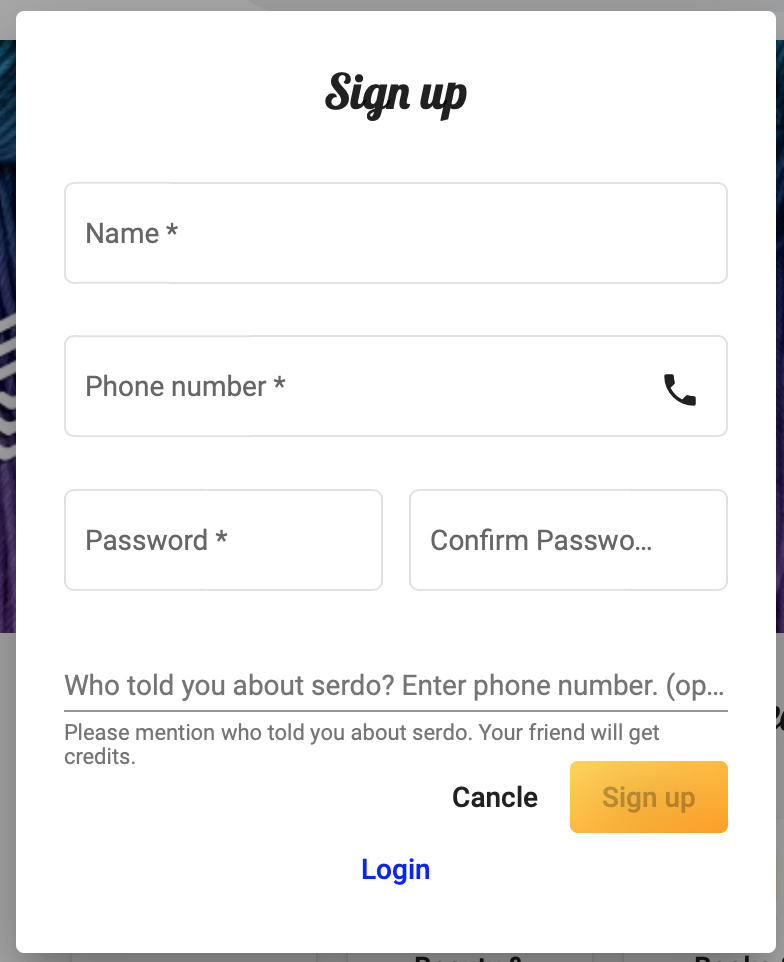 Sign up
Name *
Phone number *
Password *
Confirm Passwo...
Who told you about serdo? Enter phone number. (op...
Please mention who told you about serdo. Your friend will get
credits.
Cancle
Sign up
Login